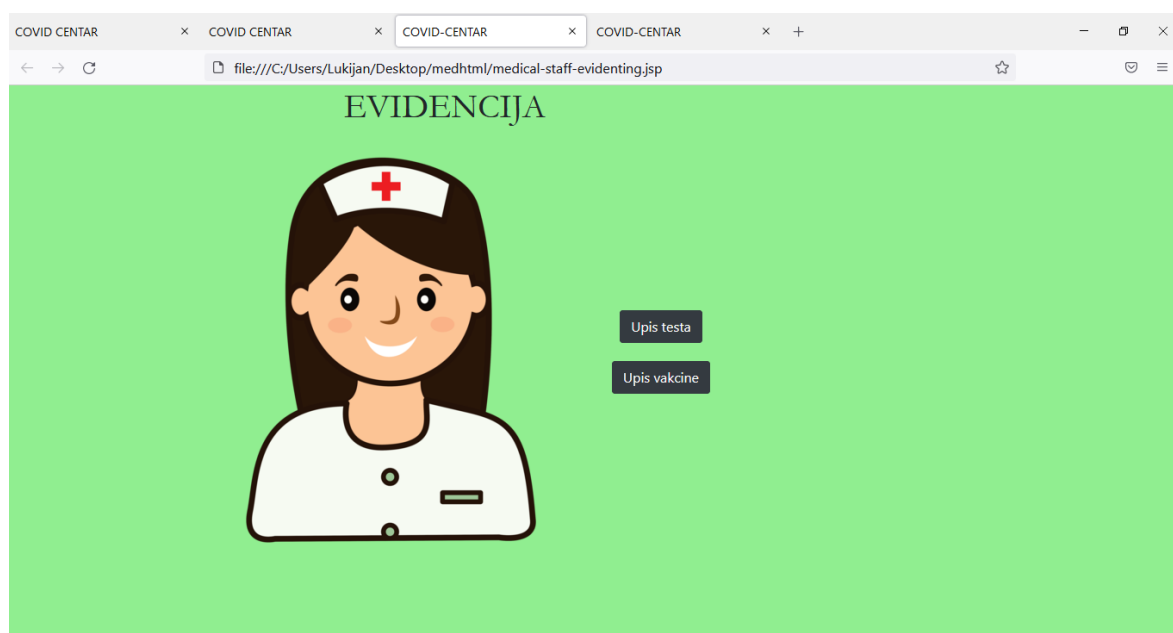 COVID CENTAR COVID CENTAR COVID-CENTAR COVID-CENTAR
file:///C:/Users/Lukijan/Desktop/medhtml/medical-staff-evidenting.jsp
EVIDENCIJA
Upis testa
Upis vakcine